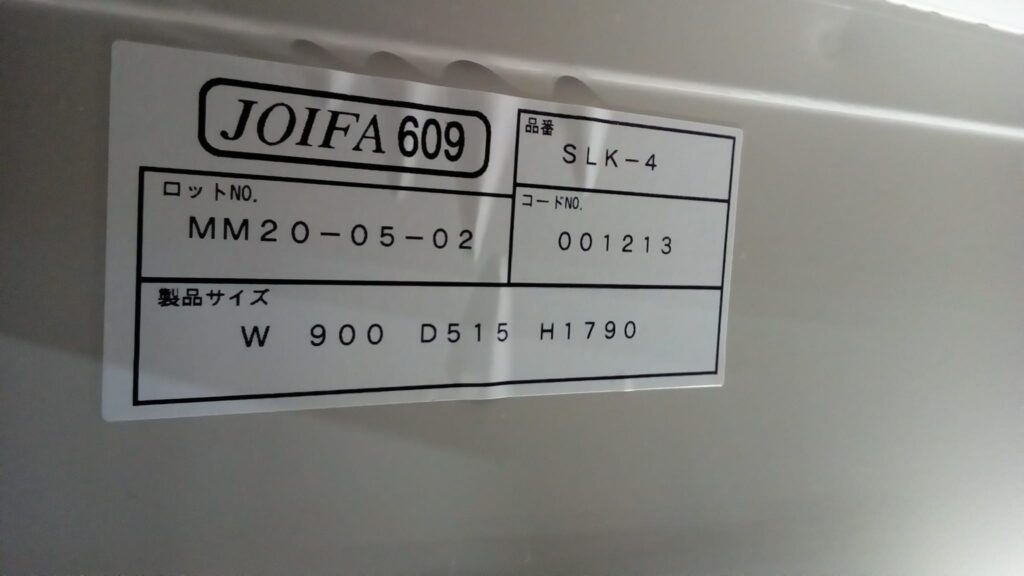 JOIFA 609
品番
SLK-4
ロットNO.
MM20-05-02
コードNO.
001213
製品サイズ
W 900 D515 H1790